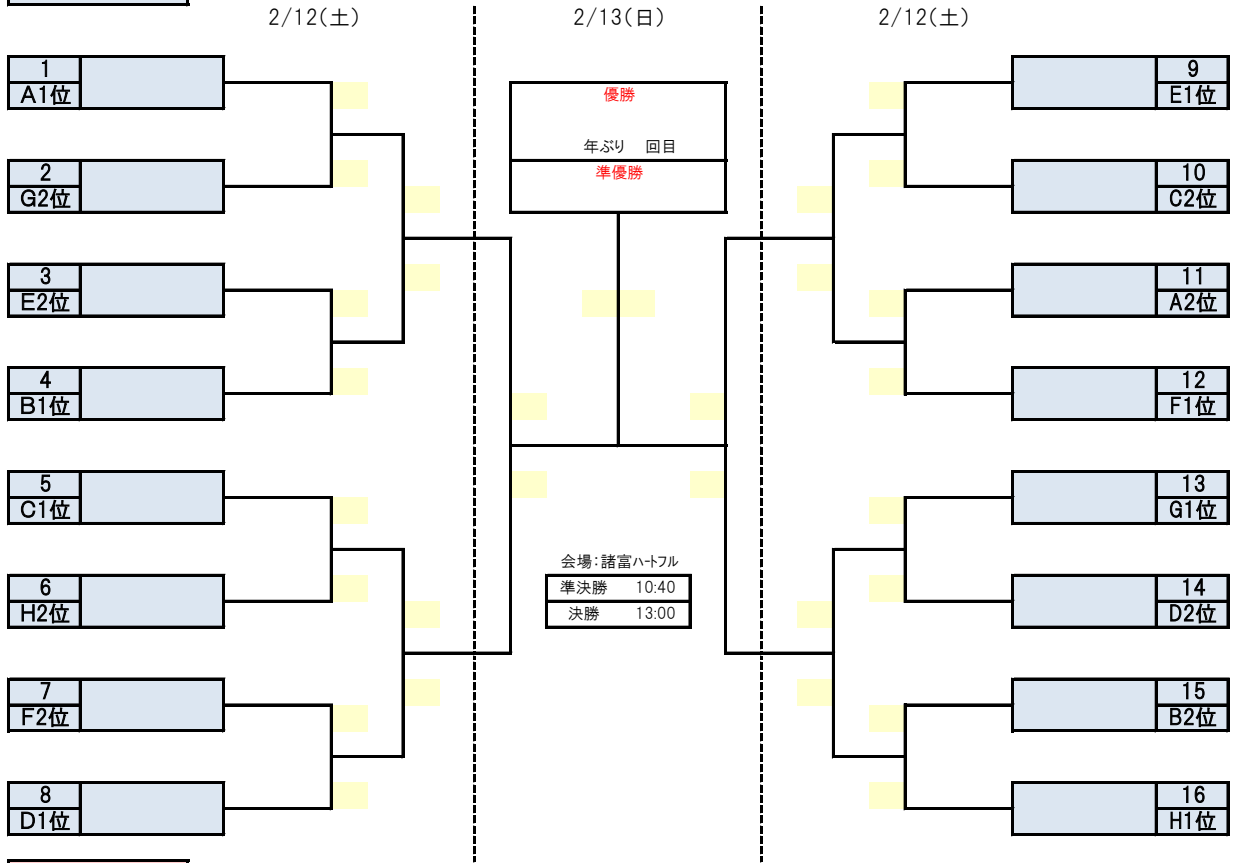 2/12(土)
2/13(日)
2/12(土)
1
A1位
2
G2位
3
E2位
4
B1位
5
C1位
6
H2位
7
F2位
8
D1位
優勝
年ぶり 回目
準優勝
会場:諸富ハートフル
準決勝 10:40
決勝 13:00
9
E1位
10
C2位
11
A2位
12
F1位
13
G1位
14
D2位
15
B2位
16
H1位